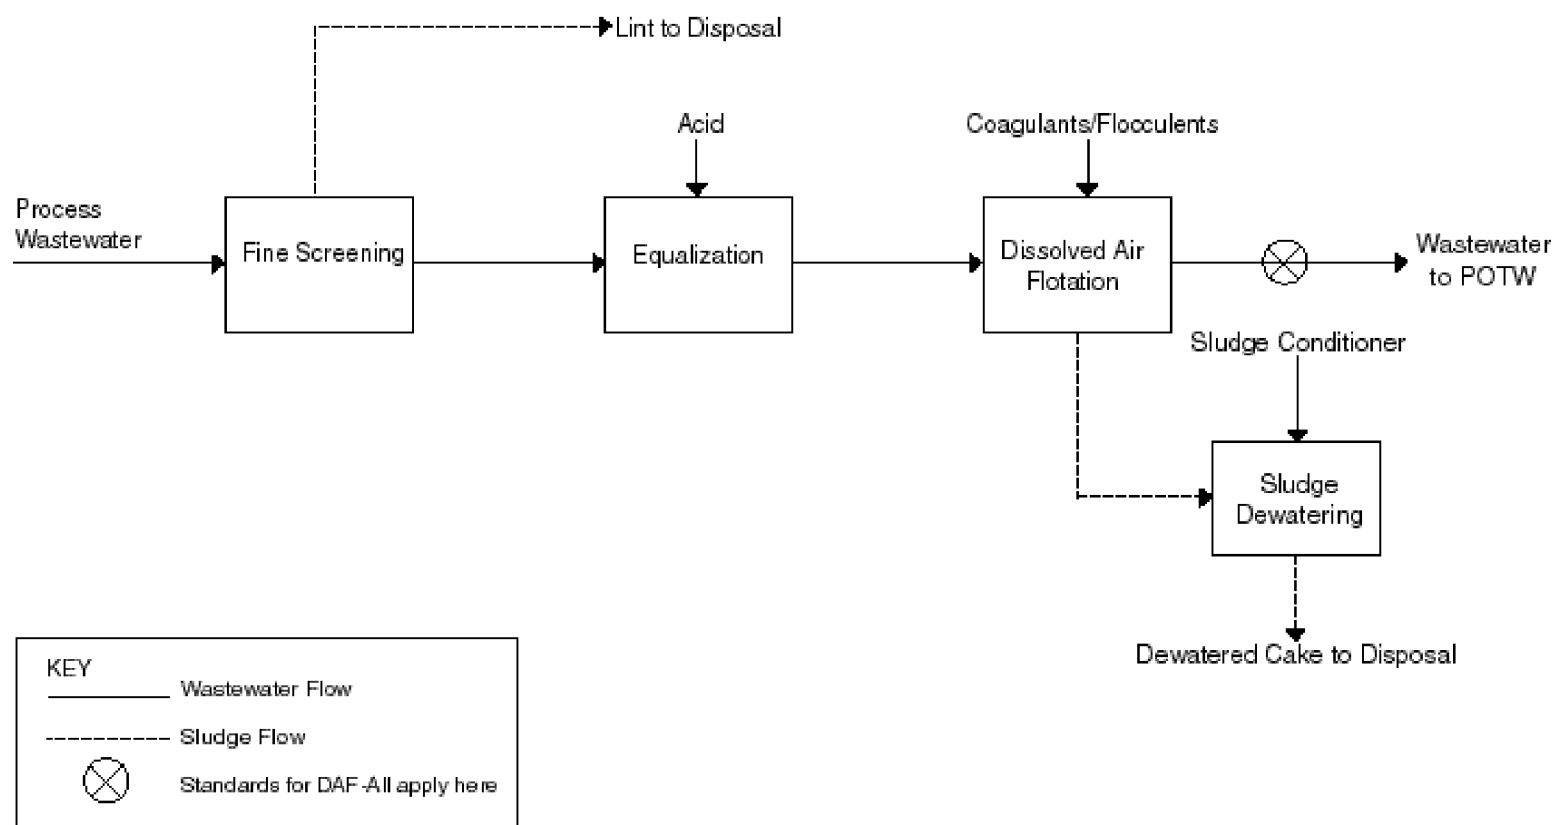 Lint to Disposal
Acid
Coagulants/Flocculents
Process
Wastewater
Fine Screening
Equalization
Dissolved Air
Flotation
Wastewater
to POTW
Sludge Conditioner
Sludge
Dewatering
Dewatered Cake to Disposal
KEY
Wastewater Flow
Sludge Flow
Standards for DAF-All apply here